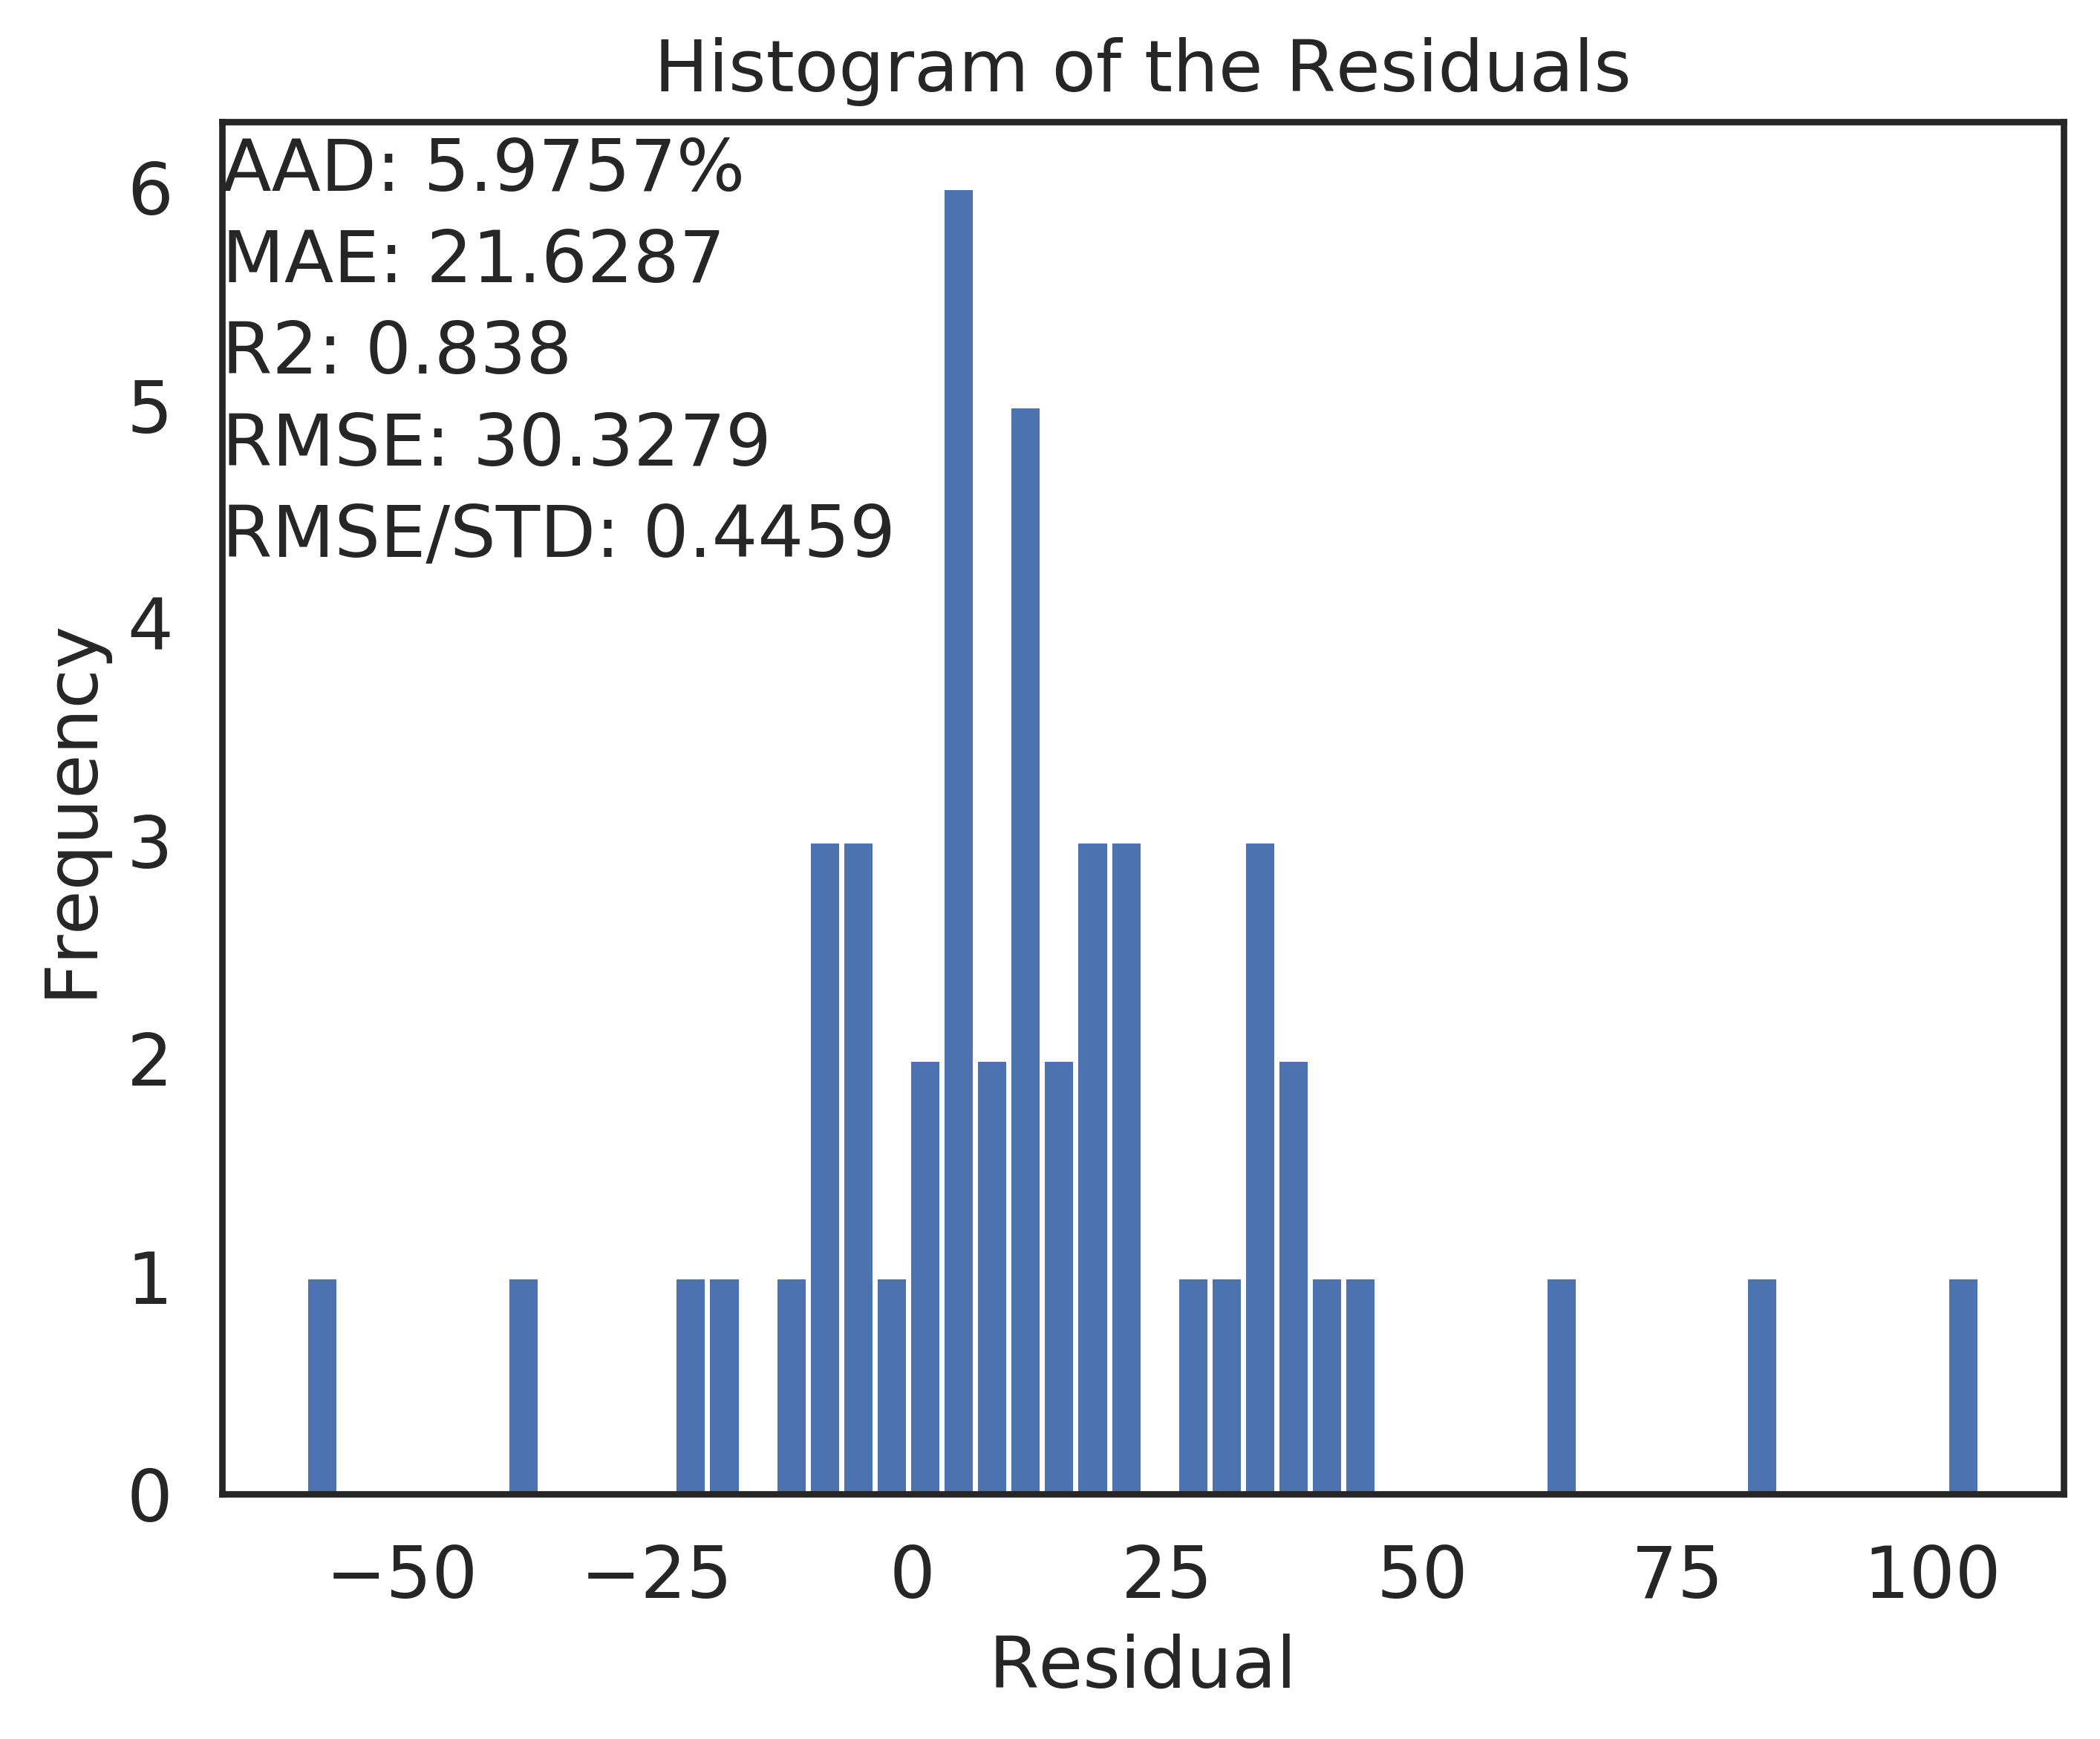 Histogram of the Residuals
AAD: 5.9757%
MAE: 21.6287
R2: 0.838
RMSE: 30.3279
RMSE/STD: 0.4459
Frequency
6
5
4
3
2
1
0
−50 −25 0 25 50 75 100
Residual